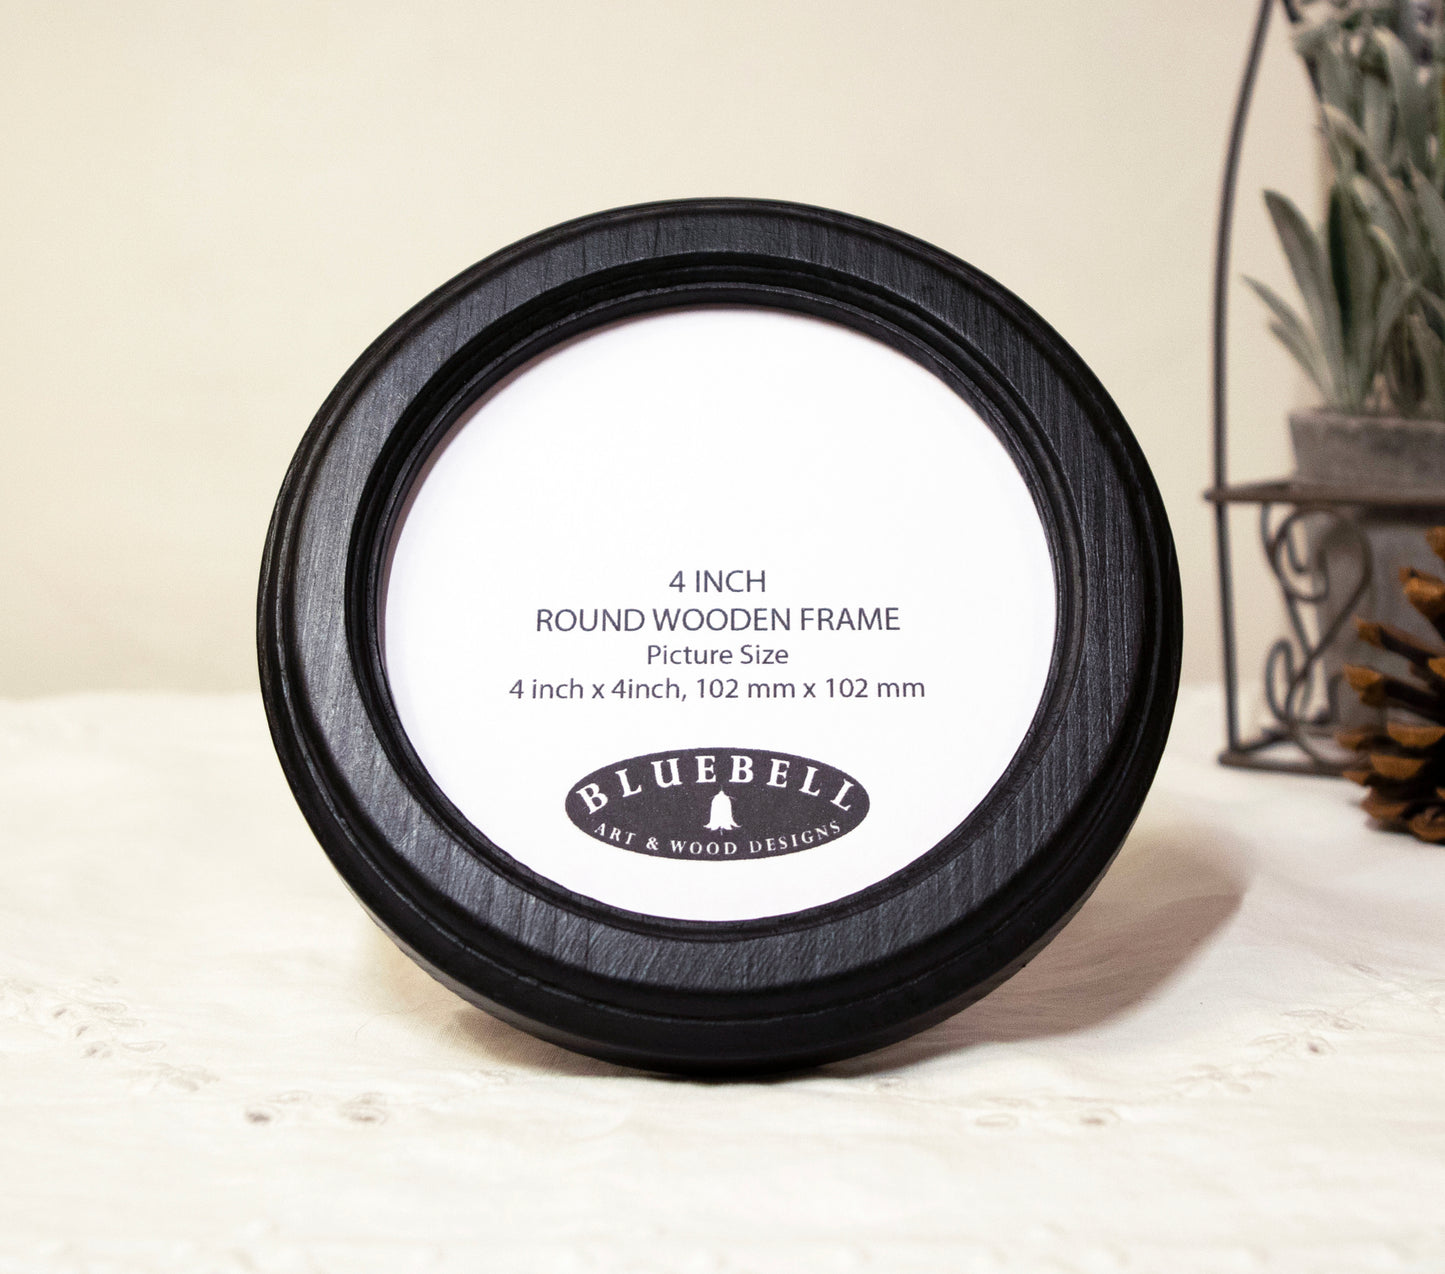 4 INCH
ROUND WOODEN FRAME
Picture Size
4 inch x 4inch, 102 mm x 102 mm
BLUEBELL
ART & WOOD DESIGNS